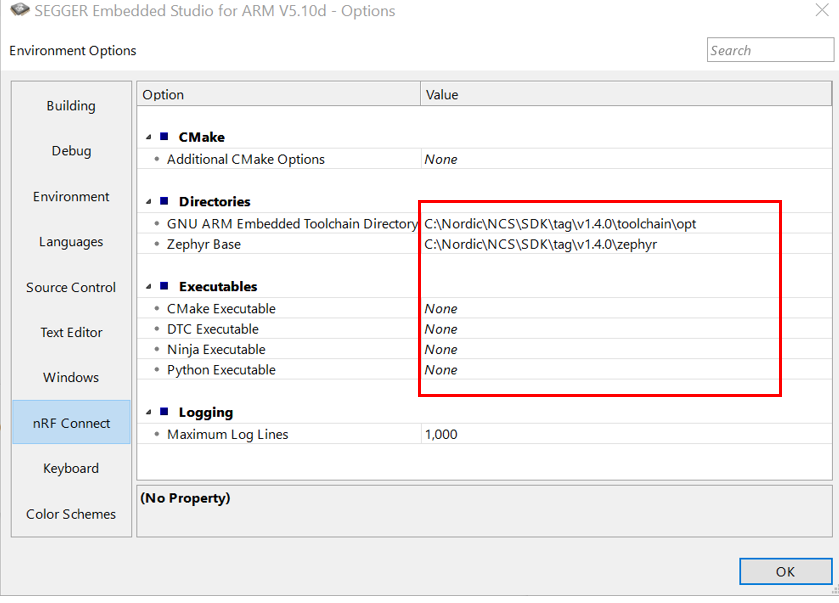 SEGGER Embedded Studio for ARM V5.10d - Options
Environment Options
Search
Building
Debug
Environment
Languages
Source Control
Text Editor
Windows
nRF Connect
Keyboard
Color Schemes
Option Value
CMake
Additional CMake Options None
Directories
GNU ARM Embedded Toolchain Directory C:\Nordic\NCS\SDK\tag\v1.4.0\toolchain\opt
Zephyr Base C:\Nordic\NCS\SDK\tag\v1.4.0\zephyr
Executables
CMake Executable None
DTC Executable None
Ninja Executable None
Python Executable None
Logging
Maximum Log Lines 1,000
(No Property)
OK